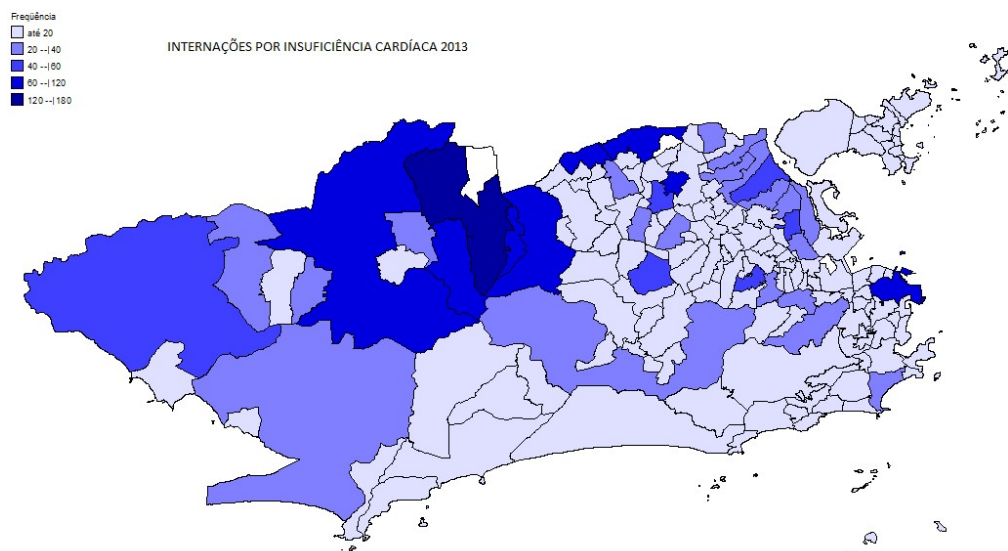 Freqüência
até 20
20 --| 40
40 --| 60
60 --| 120
120 --| 180
INTERNAÇÕES POR INSUFICIÊNCIA CARDÍACA 2013